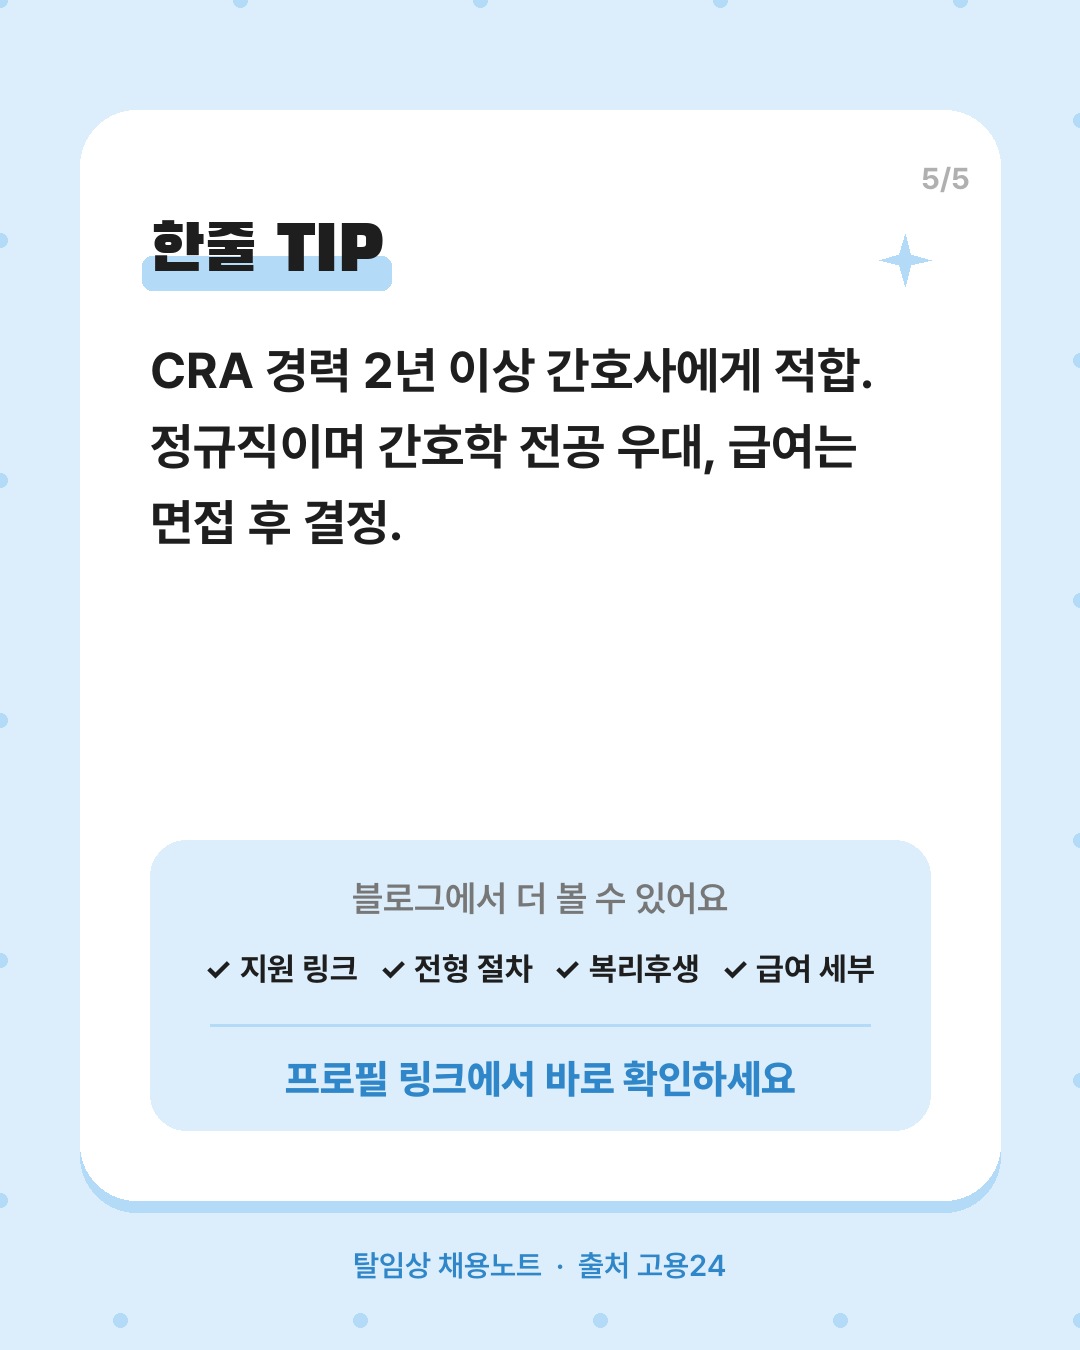 5/5
한줄 TIP
CRA 경력 2년 이상 간호사에게 적합.
정규직이며 간호학 전공 우대, 급여는
면접 후 결정.
블로그에서 더 볼 수 있어요
✓ 지원 링크 ✓ 전형 절차 ✓ 복리후생 ✓ 급여 세부
프로필 링크에서 바로 확인하세요
탈임상 채용노트 · 출처 고용24